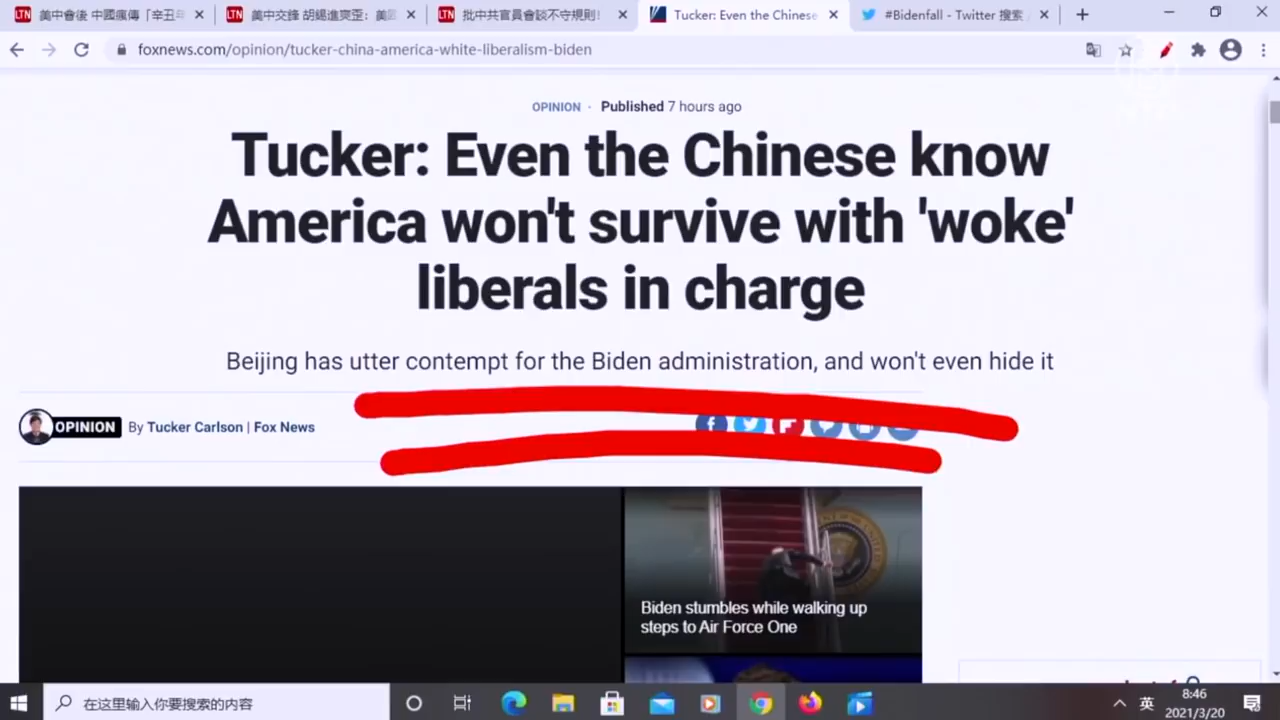 美中會後 中國瘋傳「辛丑年
美中交鋒 胡錫進爽歪：美國
批中共官員會談不守規則！
Tucker: Even the Chinese
#Bidenfall - Twitter 搜索 /
foxnews.com/opinion/tucker-china-america-white-liberalism-biden
OPINION · Published 7 hours ago
Tucker: Even the Chinese know
America won't survive with 'woke'
liberals in charge
Beijing has utter contempt for the Biden administration, and won't even hide it
OPINION By Tucker Carlson | Fox News
Biden stumbles while walking up
steps to Air Force One
在这里输入你要搜索的内容
英
8:46
2021/3/20